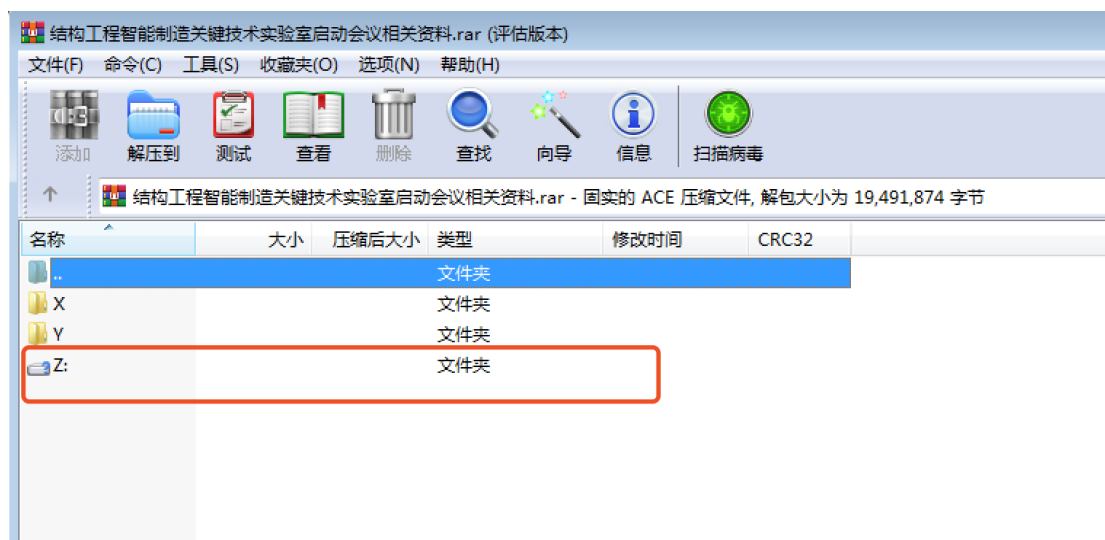 结构工程智能制造关键技术实验室启动会议相关资料.rar (评估版本)
文件(F) 命令(C) 工具(S) 收藏夹(O) 选项(N) 帮助(H)
添加 解压到 测试 查看 删除 查找 向导 信息 扫描病毒
结构工程智能制造关键技术实验室启动会议相关资料.rar - 固实的 ACE 压缩文件, 解包大小为 19,491,874 字节
名称 大小 压缩后大小 类型 修改时间 CRC32
.. 文件夹
X 文件夹
Y 文件夹
Z: 文件夹